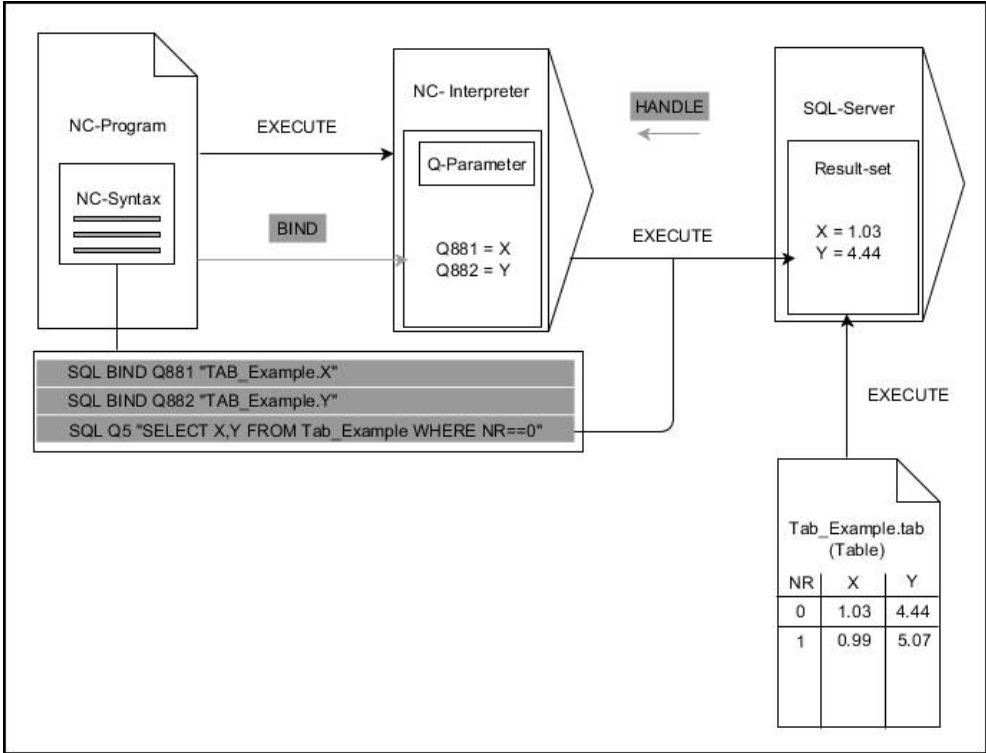 NC-Program
NC-Syntax
EXECUTE
BIND
NC- Interpreter
Q-Parameter
Q881 = X
Q882 = Y
HANDLE
EXECUTE
SQL-Server
Result-set
X = 1.03
Y = 4.44
SQL BIND Q881 "TAB_Example.X"
SQL BIND Q882 "TAB_Example.Y"
SQL Q5 "SELECT X,Y FROM Tab_Example WHERE NR==0"
EXECUTE
Tab_Example.tab
(Table)
NR X Y
0 1.03 4.44
1 0.99 5.07